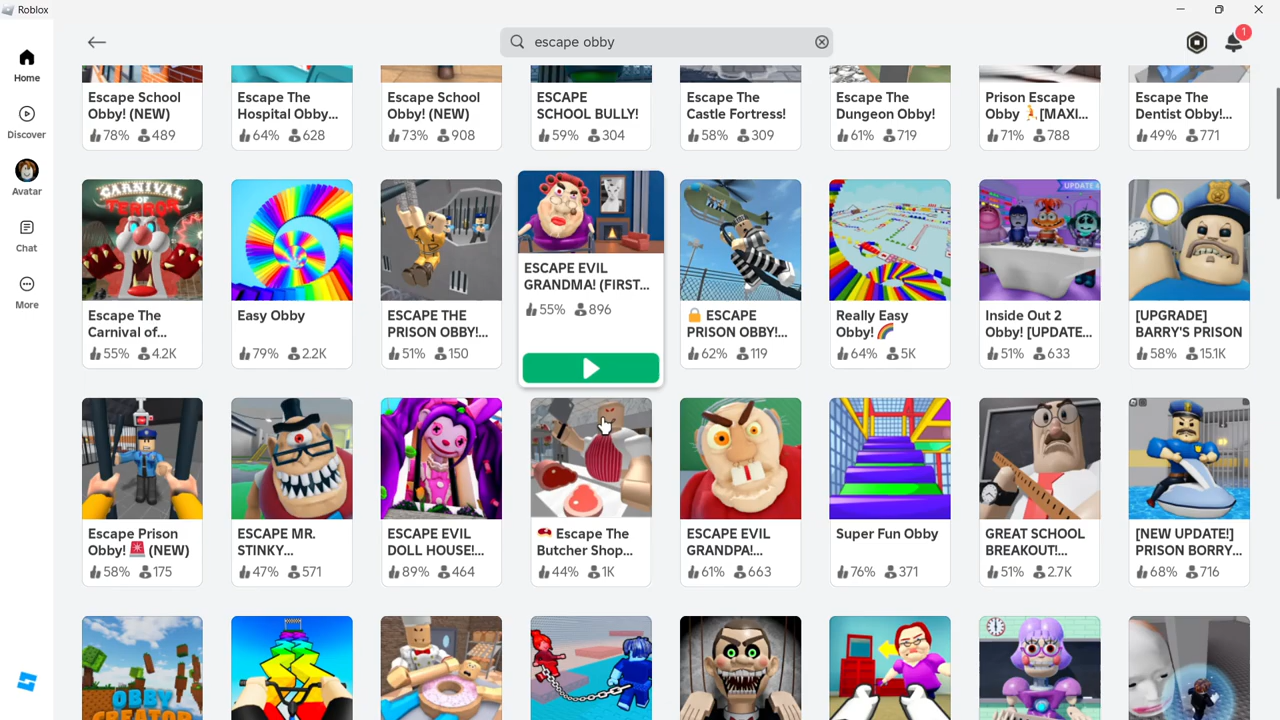 Roblox
escape obby
1
Home
Discover
Avatar
Chat
More
Escape School
Obby! (NEW)
78% 489
Escape The
Hospital Obby...
64% 628
Escape School
Obby! (NEW)
73% 908
ESCAPE
SCHOOL BULLY!
59% 304
Escape The
Castle Fortress!
58% 309
Escape The
Dungeon Obby!
61% 719
Prison Escape
Obby 🏃[MAXI...
71% 788
Escape The
Dentist Obby!...
49% 771
CARNIVAL
OF
TERROR
Escape The
Carnival of...
55% 4.2K
Easy Obby
79% 2.2K
ESCAPE THE
PRISON OBBY!...
51% 150
ESCAPE EVIL
GRANDMA! (FIRST...
55% 896
🔒 ESCAPE
PRISON OBBY!...
62% 119
Really Easy
Obby! 🌈
64% 5K
UPDATE 4
Inside Out 2
Obby! [UPDATE...
51% 633
[UPGRADE]
BARRY'S PRISON
58% 15.1K
Escape Prison
Obby! 🚨 (NEW)
58% 175
ESCAPE MR.
STINKY...
47% 571
ESCAPE EVIL
DOLL HOUSE!...
89% 464
🥩 Escape The
Butcher Shop...
44% 1K
ESCAPE EVIL
GRANDPA!...
61% 663
Super Fun Obby
76% 371
GREAT SCHOOL
BREAKOUT!...
51% 2.7K
[NEW UPDATE!]
PRISON BORRY...
68% 716
OBBY
CREATOR